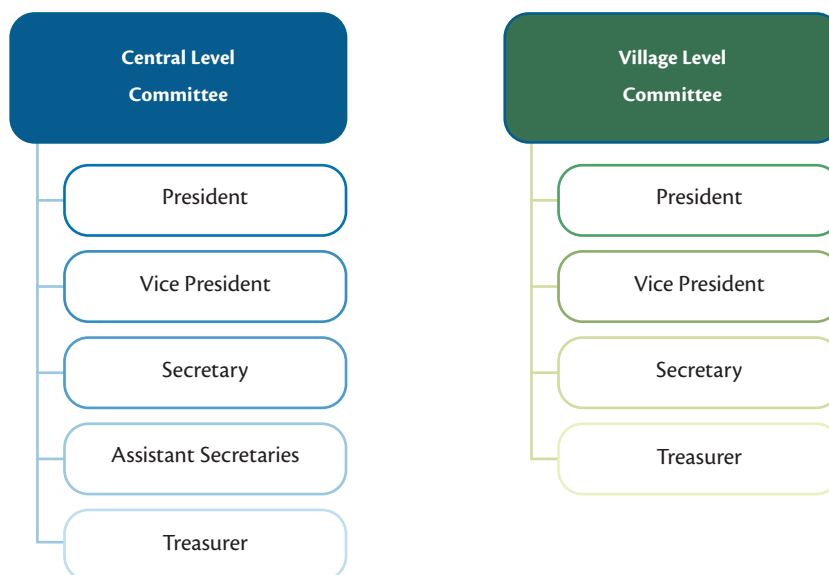 Central Level
Committee
President
Vice President
Secretary
Assistant Secretaries
Treasurer
Village Level
Committee
President
Vice President
Secretary
Treasurer